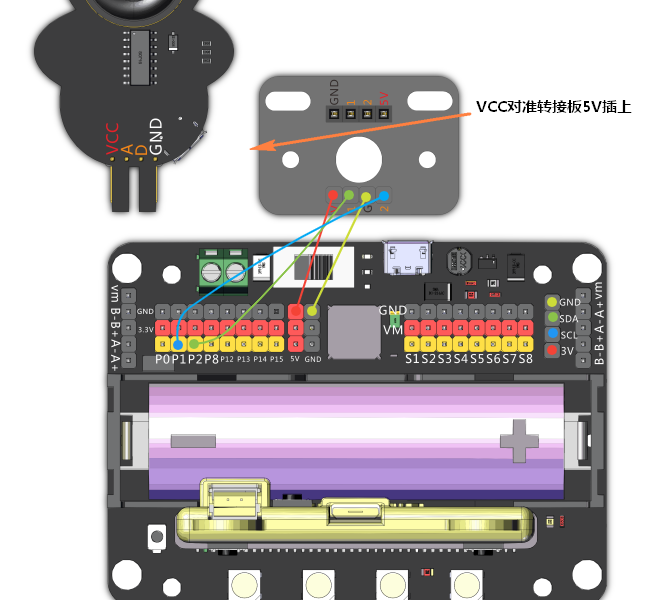 VCC
A
D
GND
GND
1
2
5V
VCC对准转接板5V插上
1
G
2
vm B- B+ A- A+
GND
3.3V
P0 P1 P2 P8 P12 P13 P14 P15 5V GND
GND
VM
S1 S2 S3 S4 S5 S6 S7 S8
GND
SDA
SCL
3V
B- B+ A- A+ vm